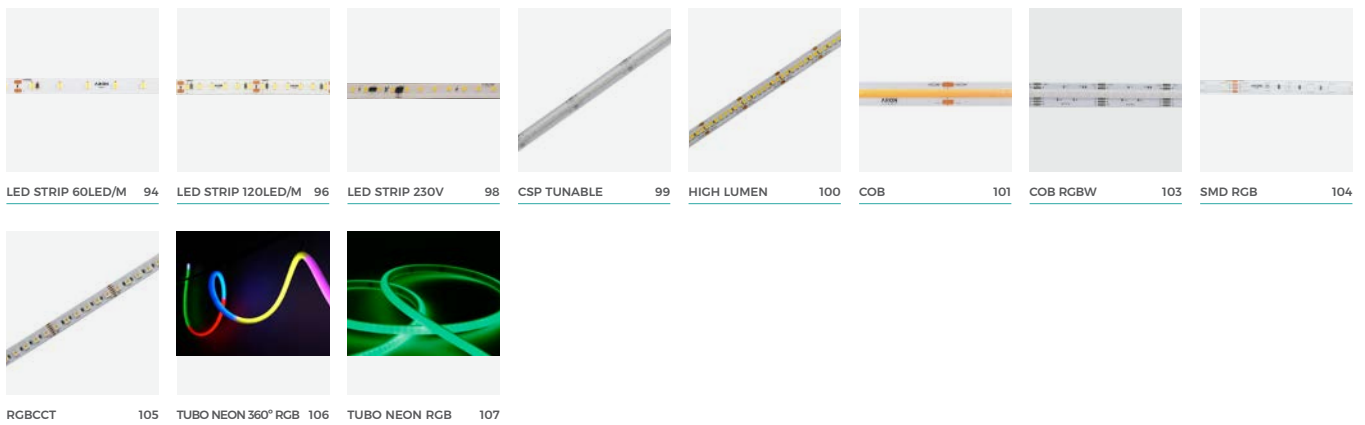 LED STRIP 60LED/M 94
LED STRIP 120LED/M 96
LED STRIP 230V 98
CSP TUNABLE 99
HIGH LUMEN 100
COB 101
COB RGBW 103
SMD RGB 104
RGBCCT 105
TUBO NEON 360º RGB 106
TUBO NEON RGB 107